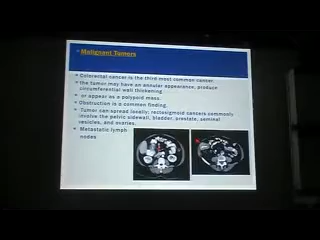 Malignant Tumors
Colorectal cancer is the third most common cancer.
the tumor may have an annular appearance, produce
circumferential wall thickening
or appear as a polypoid mass.
Obstruction is a common finding.
Tumor can spread locally: rectosigmoid cancers commonly
involve the pelvic sidewall, bladder, prostate, seminal
vesicles, and ovaries.
Metastatic lymph
nodes